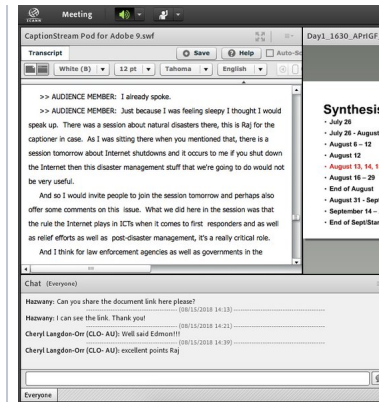 Meeting
CaptionStream Pod for Adobe 9.swf
Transcript
Save
Help
Auto-Sc
White (B)
12 pt
Tahoma
English
>> AUDIENCE MEMBER: I already spoke.
>> AUDIENCE MEMBER: Just because I was feeling sleepy I thought I would
speak up. There was a session about natural disasters there, this is Raj for the
captioner in case. As I was sitting there when you mentioned that, there is a
session tomorrow about Internet shutdowns and it occurs to me if you shut down
the Internet then this disaster management stuff that we're going to do would not
be very useful.
And so I would invite people to join the session tomorrow and perhaps also
offer some comments on this issue. What we did here in the session was that
the rule the Internet plays in ICTs when it comes to first responders and as well
as relief efforts as well as post-disaster management, it's a really critical role.
And I think for law enforcement agencies as well as governments in the
Day1_1630_APrIGF_
Synthesis
• July 26
• July 26 - August
• August 6 – 12
• August 12
• August 13, 14, 1
• August 16 – 29
• End of August
• August 31 - Sept
• September 14 –
• End of Sept/Star
Chat (Everyone)
Hazwany: Can you share the document link here please?
(08/15/2018 14:13)
Hazwany: I can see the link. Thank you!
(08/15/2018 14:21)
Cheryl Langdon-Orr (CLO- AU): Well said Edmon!!!
(08/15/2018 14:39)
Cheryl Langdon-Orr (CLO- AU): excellent points Raj
Everyone